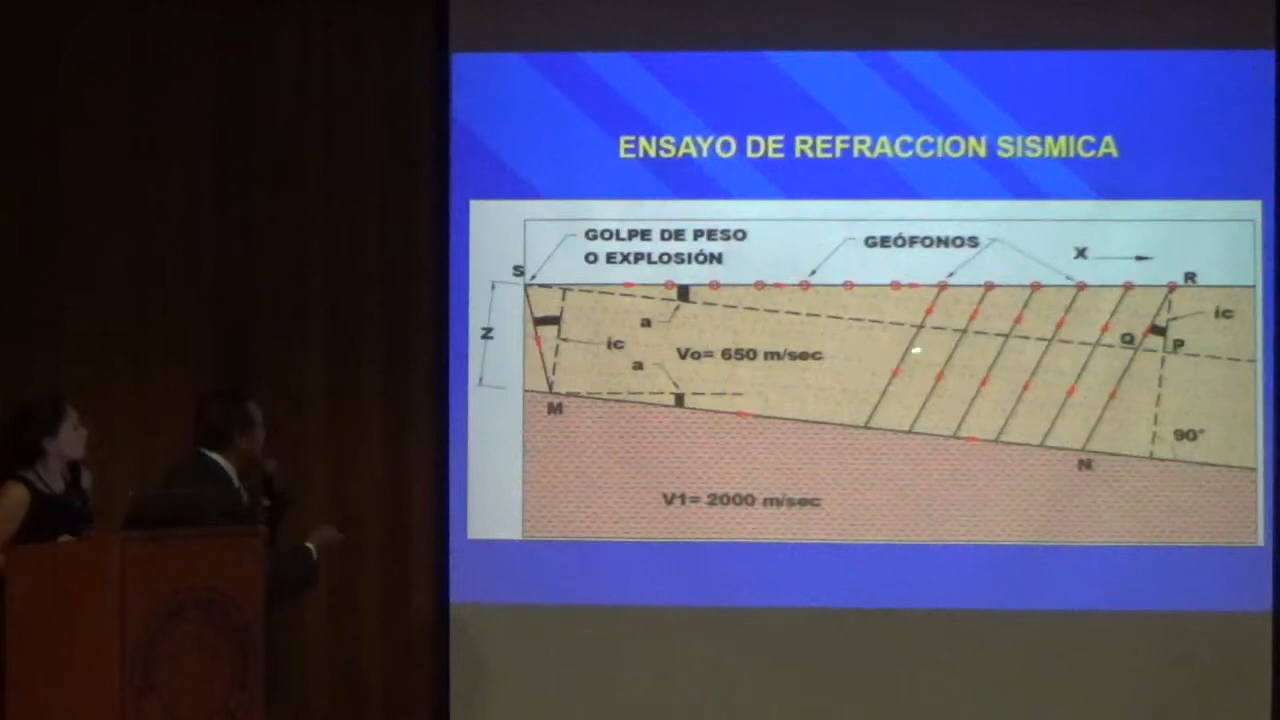 ENSAYO DE REFRACCION SISMICA
GOLPE DE PESO
O EXPLOSIÓN
GEÓFONOS
X
S
R
Z
a
ic
ic
Q
P
Vo= 650 m/sec
a
M
90°
N
V1= 2000 m/sec